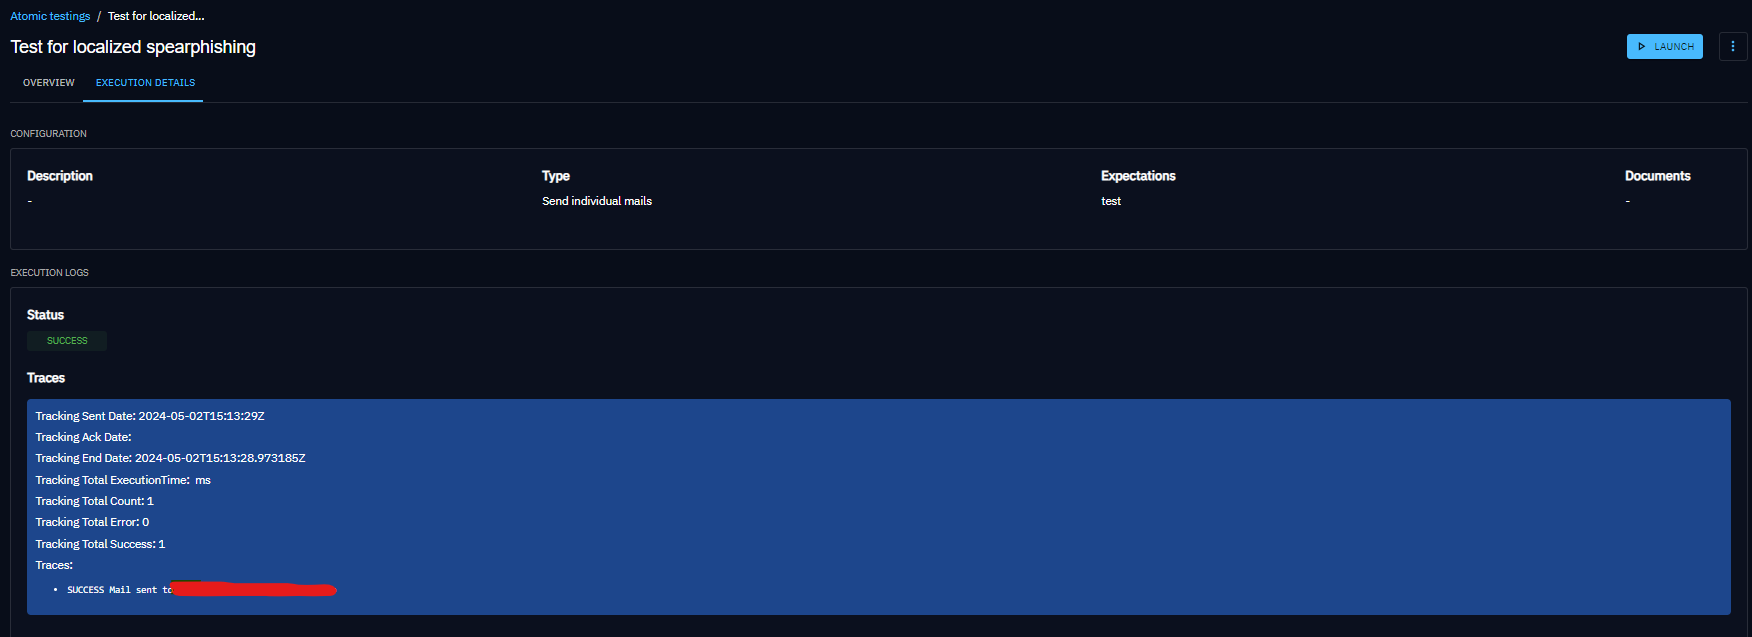 Atomic testings / Test for localized...
Test for localized spearphishing
LAUNCH
OVERVIEW EXECUTION DETAILS
CONFIGURATION
Description Type Expectations Documents
- Send individual mails test -
EXECUTION LOGS
Status
SUCCESS
Traces
Tracking Sent Date: 2024-05-02T15:13:29Z
Tracking Ack Date:
Tracking End Date: 2024-05-02T15:13:28.973185Z
Tracking Total ExecutionTime: ms
Tracking Total Count: 1
Tracking Total Error: 0
Tracking Total Success: 1
Traces:
• SUCCESS Mail sent to